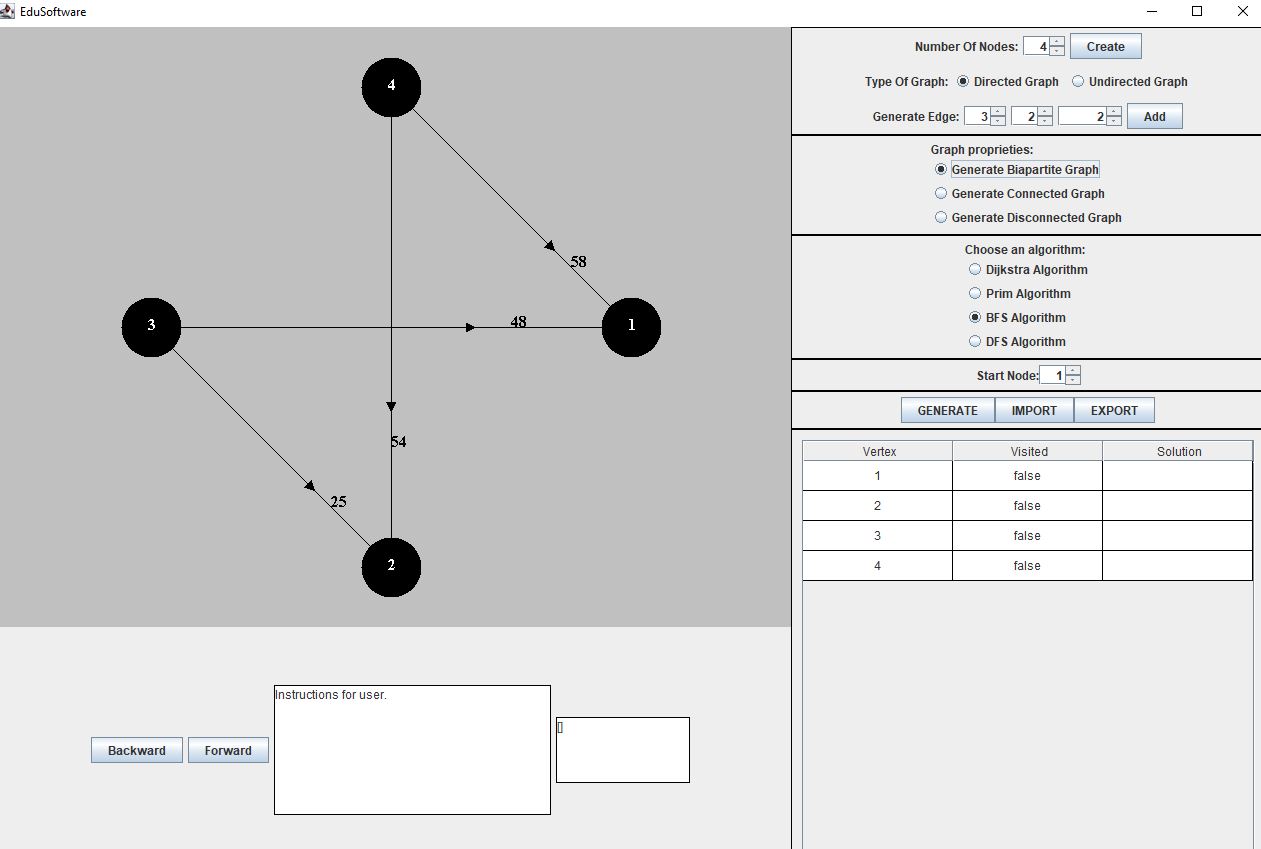 EduSoftware
4
58
3
48
1
54
25
2
Number Of Nodes: 4 Create
Type Of Graph: Directed Graph Undirected Graph
Generate Edge: 3 2 2 Add
Graph proprieties:
Generate Biapartite Graph
Generate Connected Graph
Generate Disconnected Graph
Choose an algorithm:
Dijkstra Algorithm
Prim Algorithm
BFS Algorithm
DFS Algorithm
Start Node: 1
GENERATE IMPORT EXPORT
Vertex Visited Solution
1 false
2 false
3 false
4 false
Backward Forward
Instructions for user.
[]